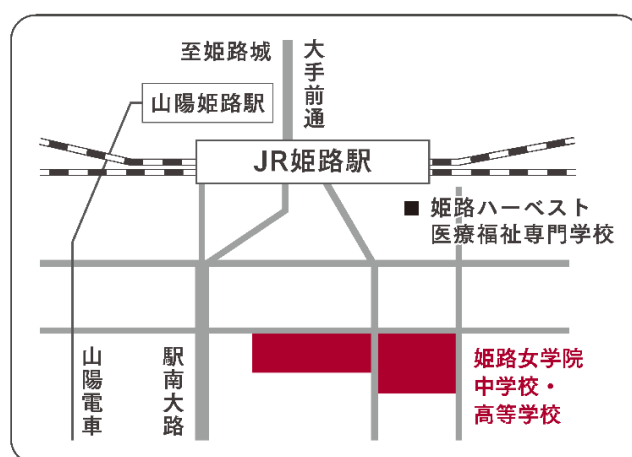 至姫路城
大手前通
山陽姫路駅
JR姫路駅
■ 姫路ハーベスト
医療福祉専門学校
山陽電車
駅南大路
姫路女学院
中学校・
高等学校